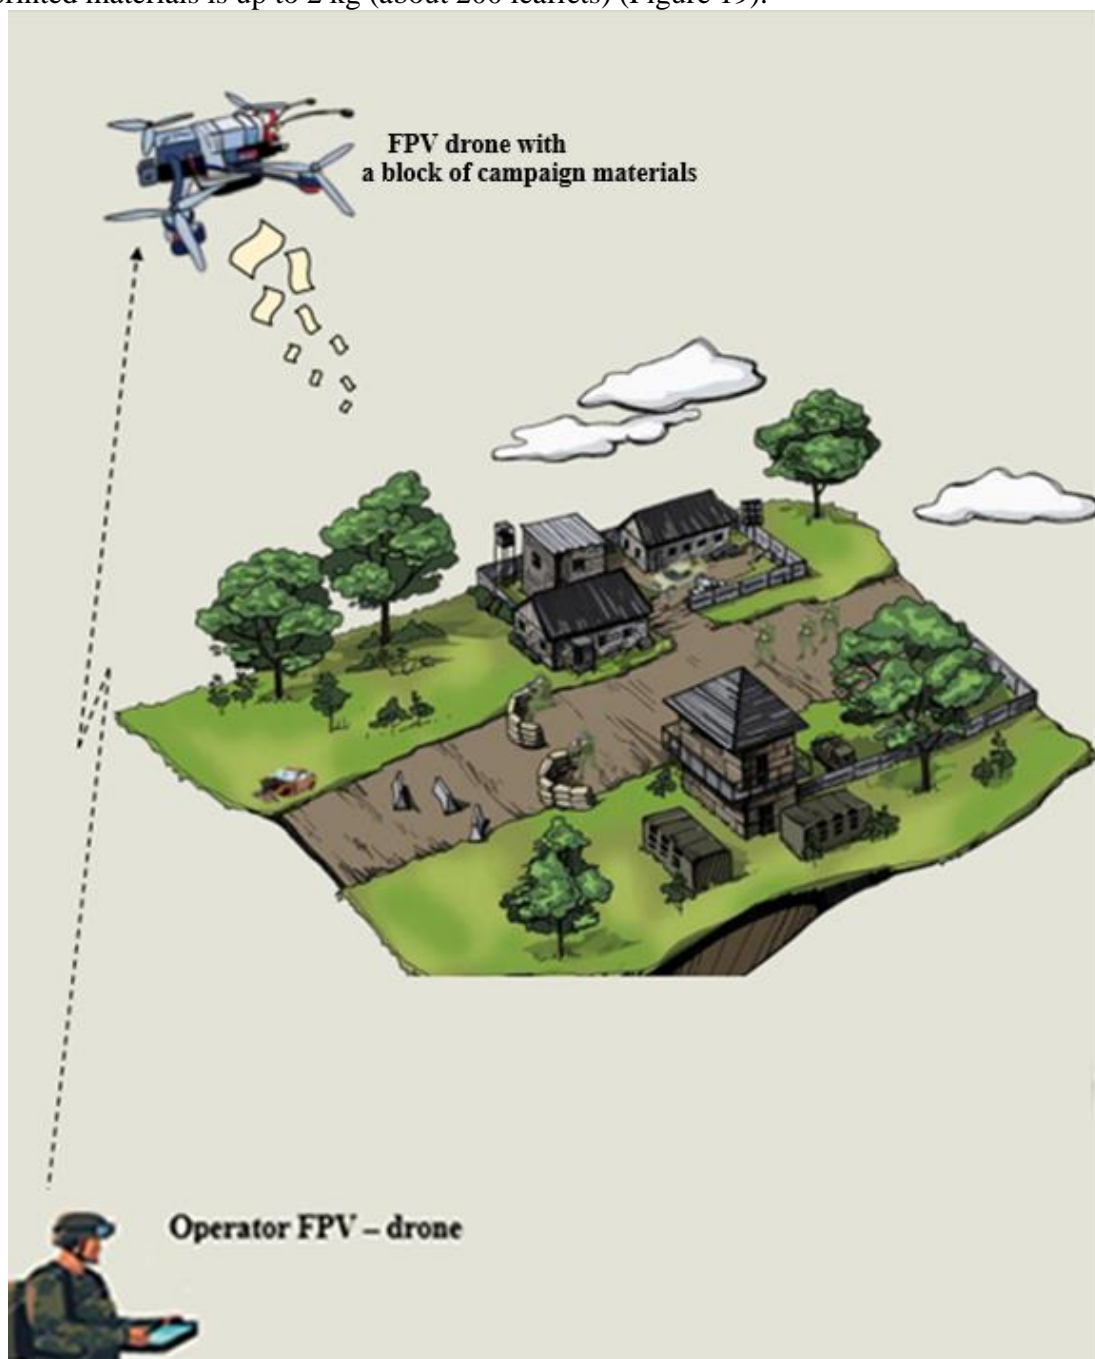 printed materials is up to 2 kg (about 200 leaflets) (Figure 19).
FPV drone with
a block of campaign materials
Operator FPV – drone